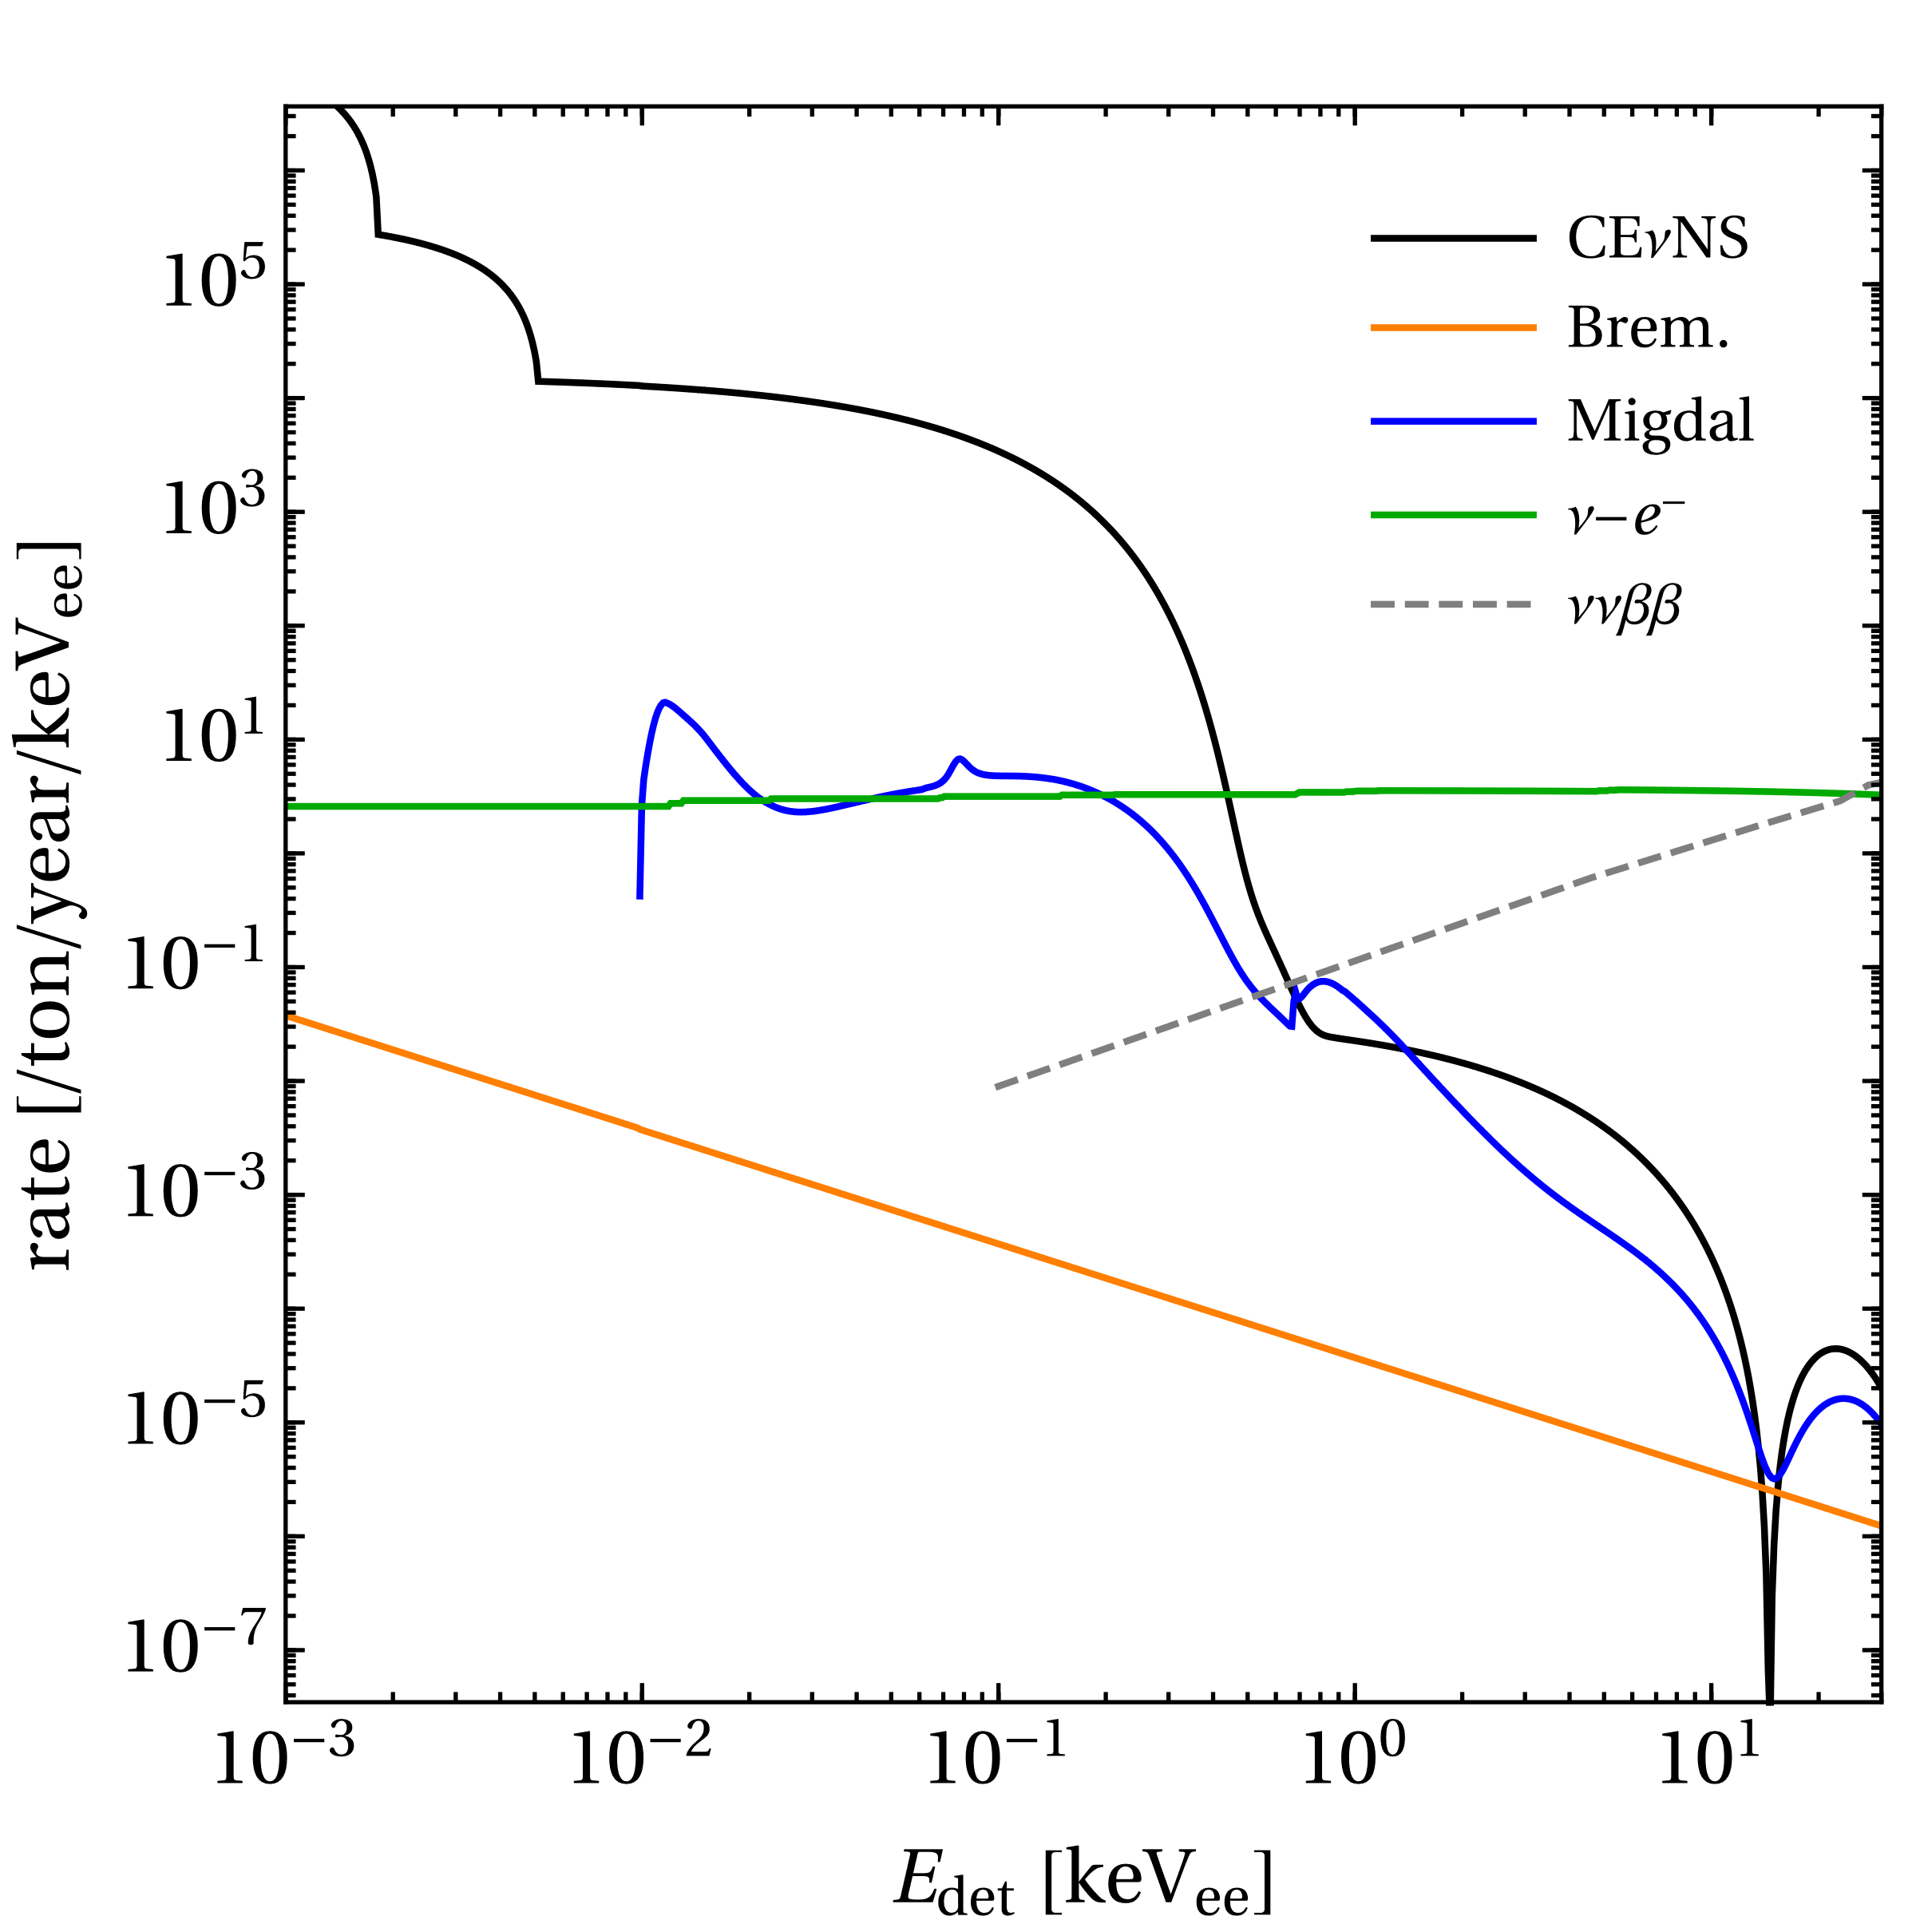 CEνNS
Brem.
Migdal
ν−e⁻
ννββ
10⁵
10³
10¹
10⁻¹
10⁻³
10⁻⁵
10⁻⁷
rate [/ton/year/keVₑₑ]
10⁻³ 10⁻² 10⁻¹ 10⁰ 10¹
E_det [keVₑₑ]